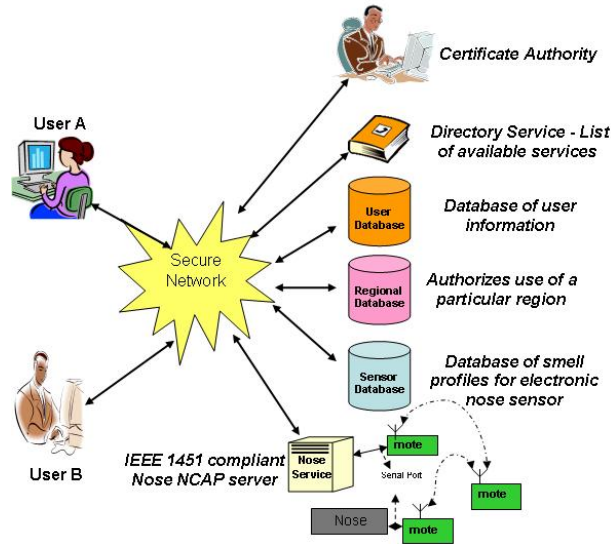 Certificate Authority
User A
Directory Service - List
of available services
User
Database
Database of user
information
Secure
Network
Regional
Database
Authorizes use of a
particular region
Sensor
Database
Database of smell
profiles for electronic
nose sensor
User B
IEEE 1451 compliant
Nose NCAP server
Nose
Service
mote
Serial Port
mote
Nose
mote